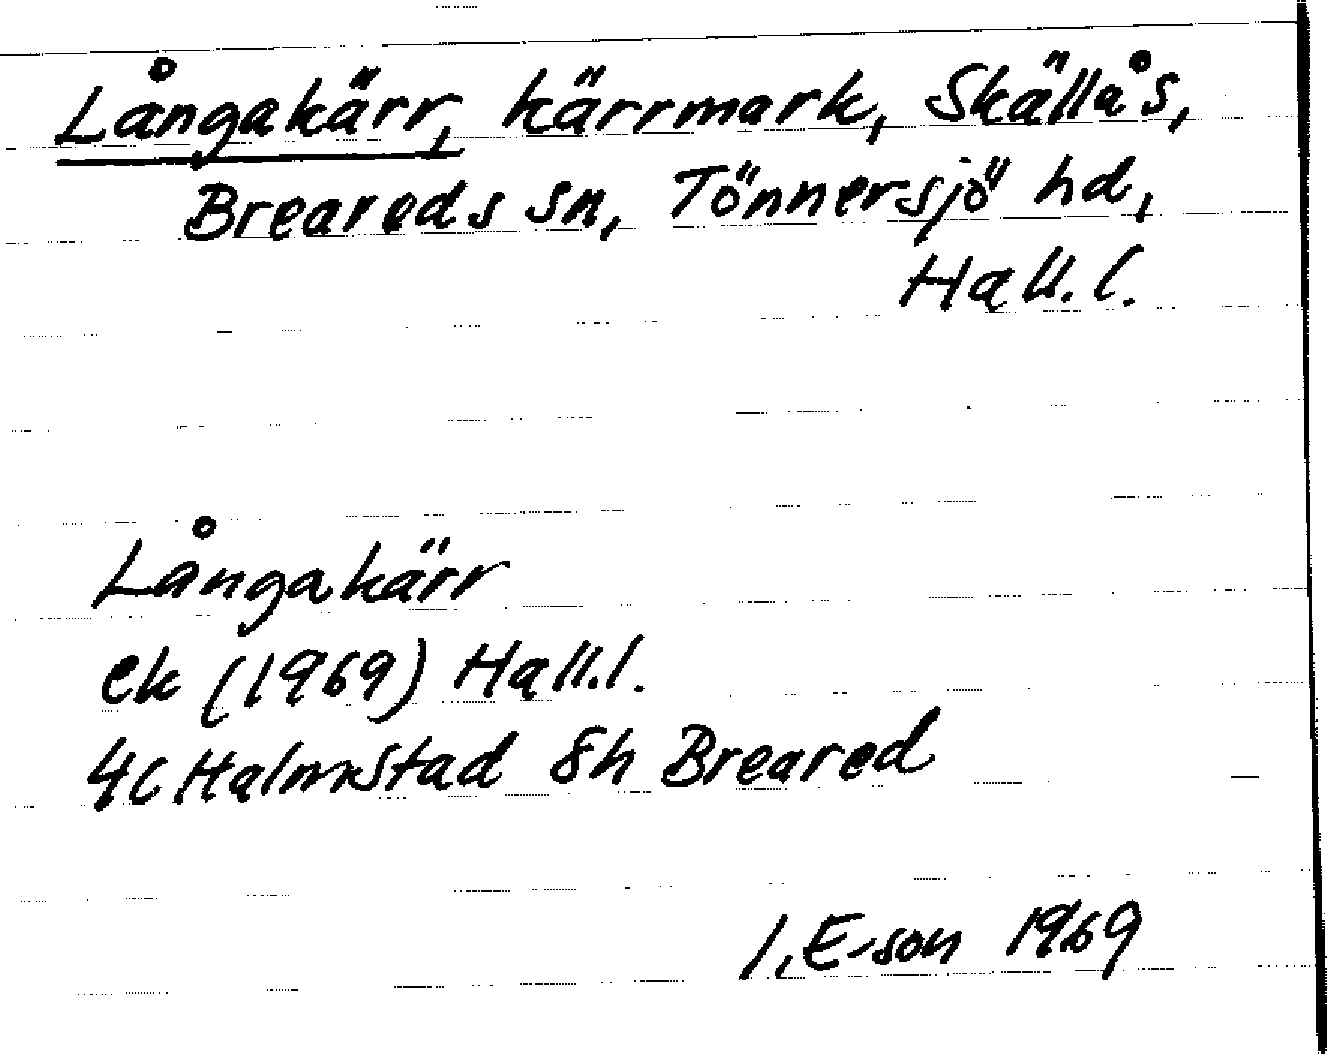 Långakärr, kärrmark, Skällås,
Breareds sn, Tönnersjö hd,
Hall.l.
Långakärr
ek (1969) Hall.l.
4C Halmstad 8h Breared
I.E-son 1969